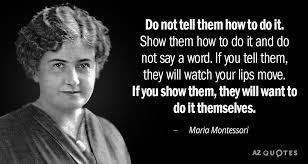 Do not tell them how to do it.
Show them how to do it and do
not say a word. If you tell them,
they will watch your lips move.
If you show them, they will want to
do it themselves.
– Maria Montessori
AZ QUOTES